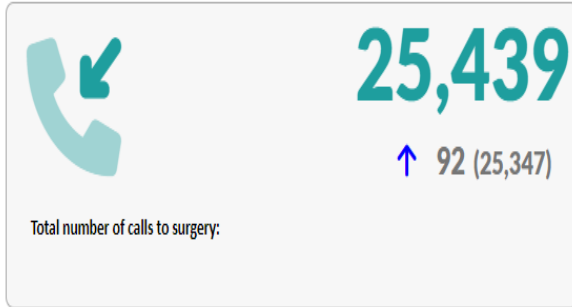 25,439
↑ 92 (25,347)
Total number of calls to surgery: